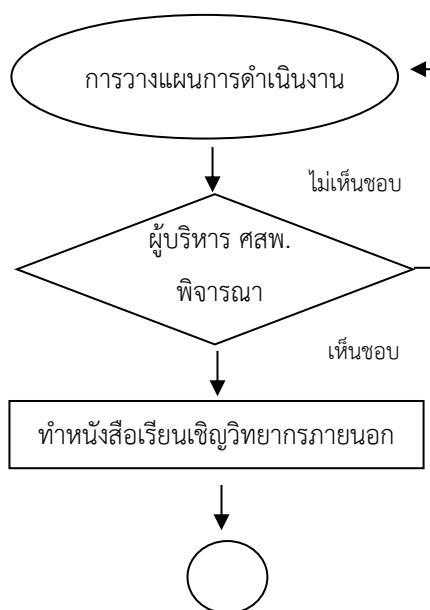 การวางแผนการดำเนินงาน
ไม่เห็นชอบ
ผู้บริหาร ศสพ.
พิจารณา
เห็นชอบ
ทำหนังสือเรียนเชิญวิทยากรภายนอก